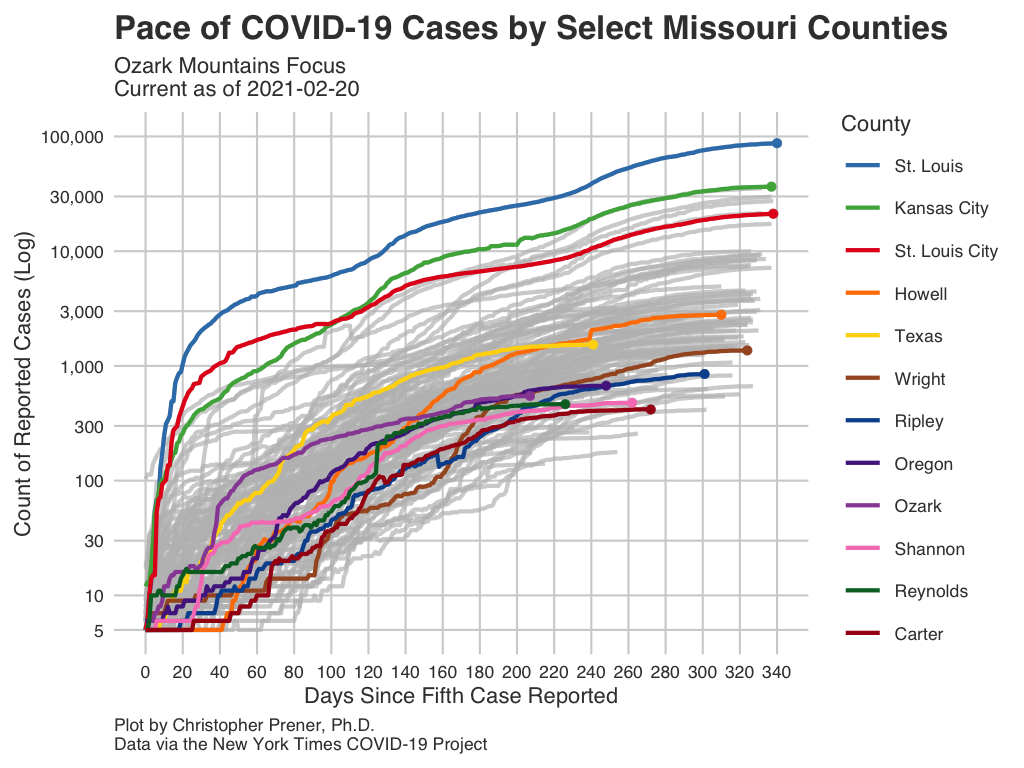 Pace of COVID-19 Cases by Select Missouri Counties
Ozark Mountains Focus
Current as of 2021-02-20
Count of Reported Cases (Log)
100,000
30,000
10,000
3,000
1,000
300
100
30
10
5
0 20 40 60 80 100 120 140 160 180 200 220 240 260 280 300 320 340
Days Since Fifth Case Reported
County
St. Louis
Kansas City
St. Louis City
Howell
Texas
Wright
Ripley
Oregon
Ozark
Shannon
Reynolds
Carter
Plot by Christopher Prener, Ph.D.
Data via the New York Times COVID-19 Project